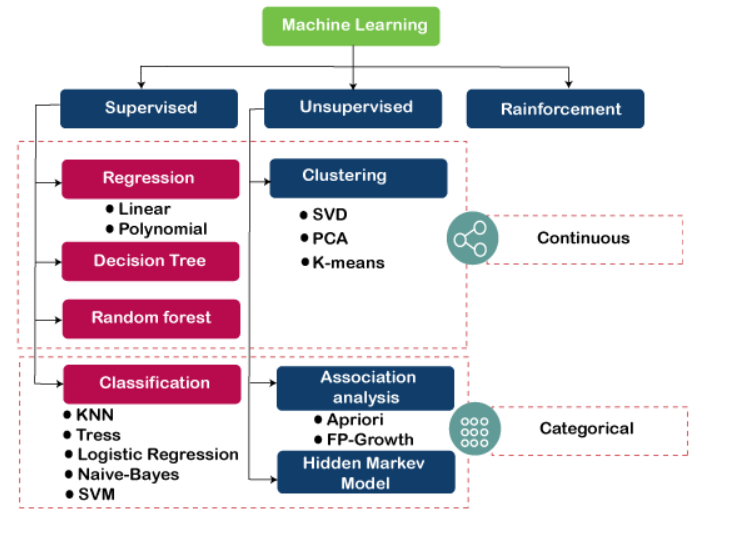 Machine Learning
Supervised
Unsupervised
Rainforcement
Regression
• Linear
• Polynomial
Decision Tree
Random forest
Clustering
• SVD
• PCA
• K-means
Continuous
Classification
• KNN
• Tress
• Logistic Regression
• Naive-Bayes
• SVM
Association
analysis
• Apriori
• FP-Growth
Hidden Markev
Model
Categorical